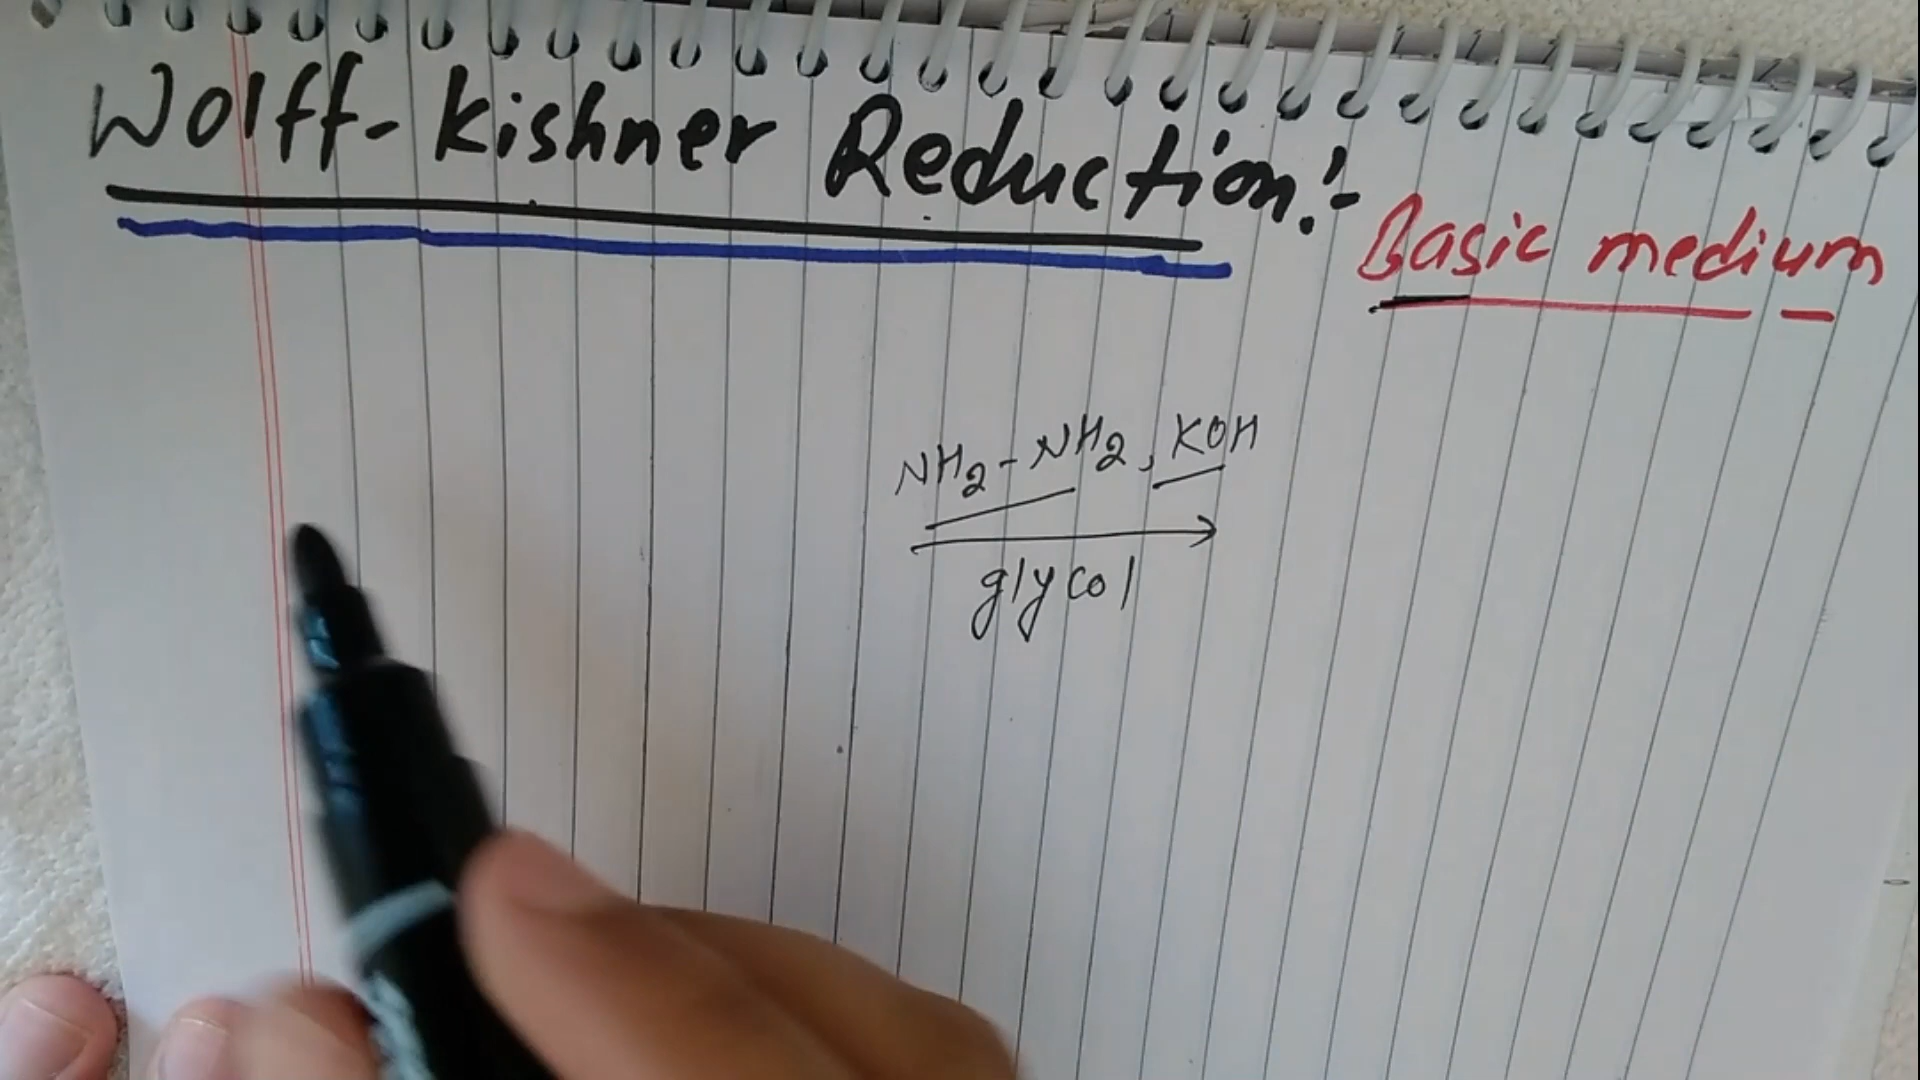 Wolff-Kishner Reduction:-
Basic medium
NH2-NH2, KOH
glycol